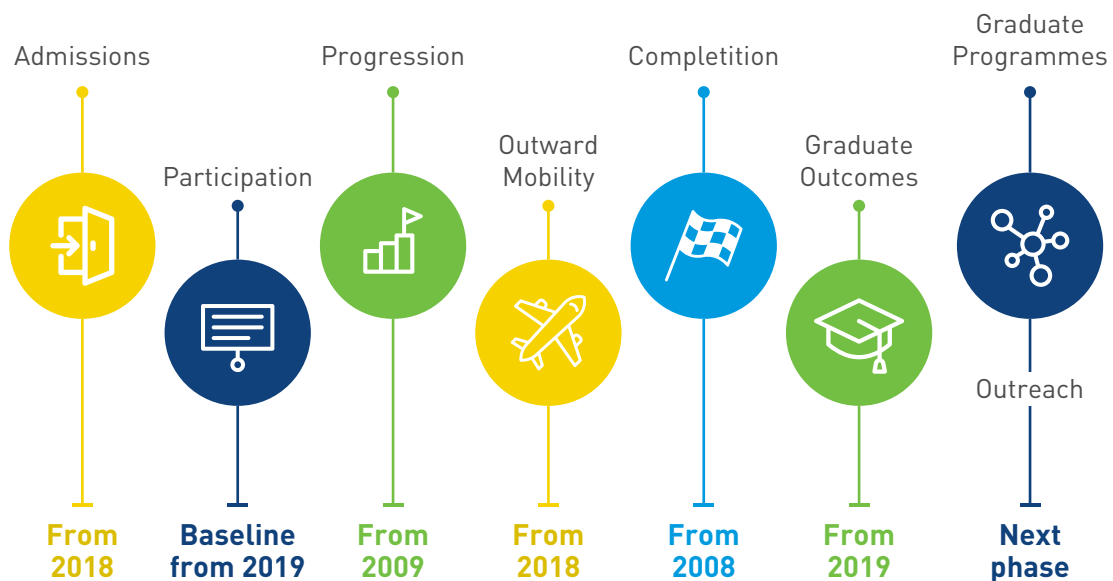 Admissions
From
2018
Participation
Baseline
from 2019
Progression
From
2009
Outward
Mobility
From
2018
Completition
From
2008
Graduate
Outcomes
From
2019
Graduate
Programmes
Outreach
Next
phase